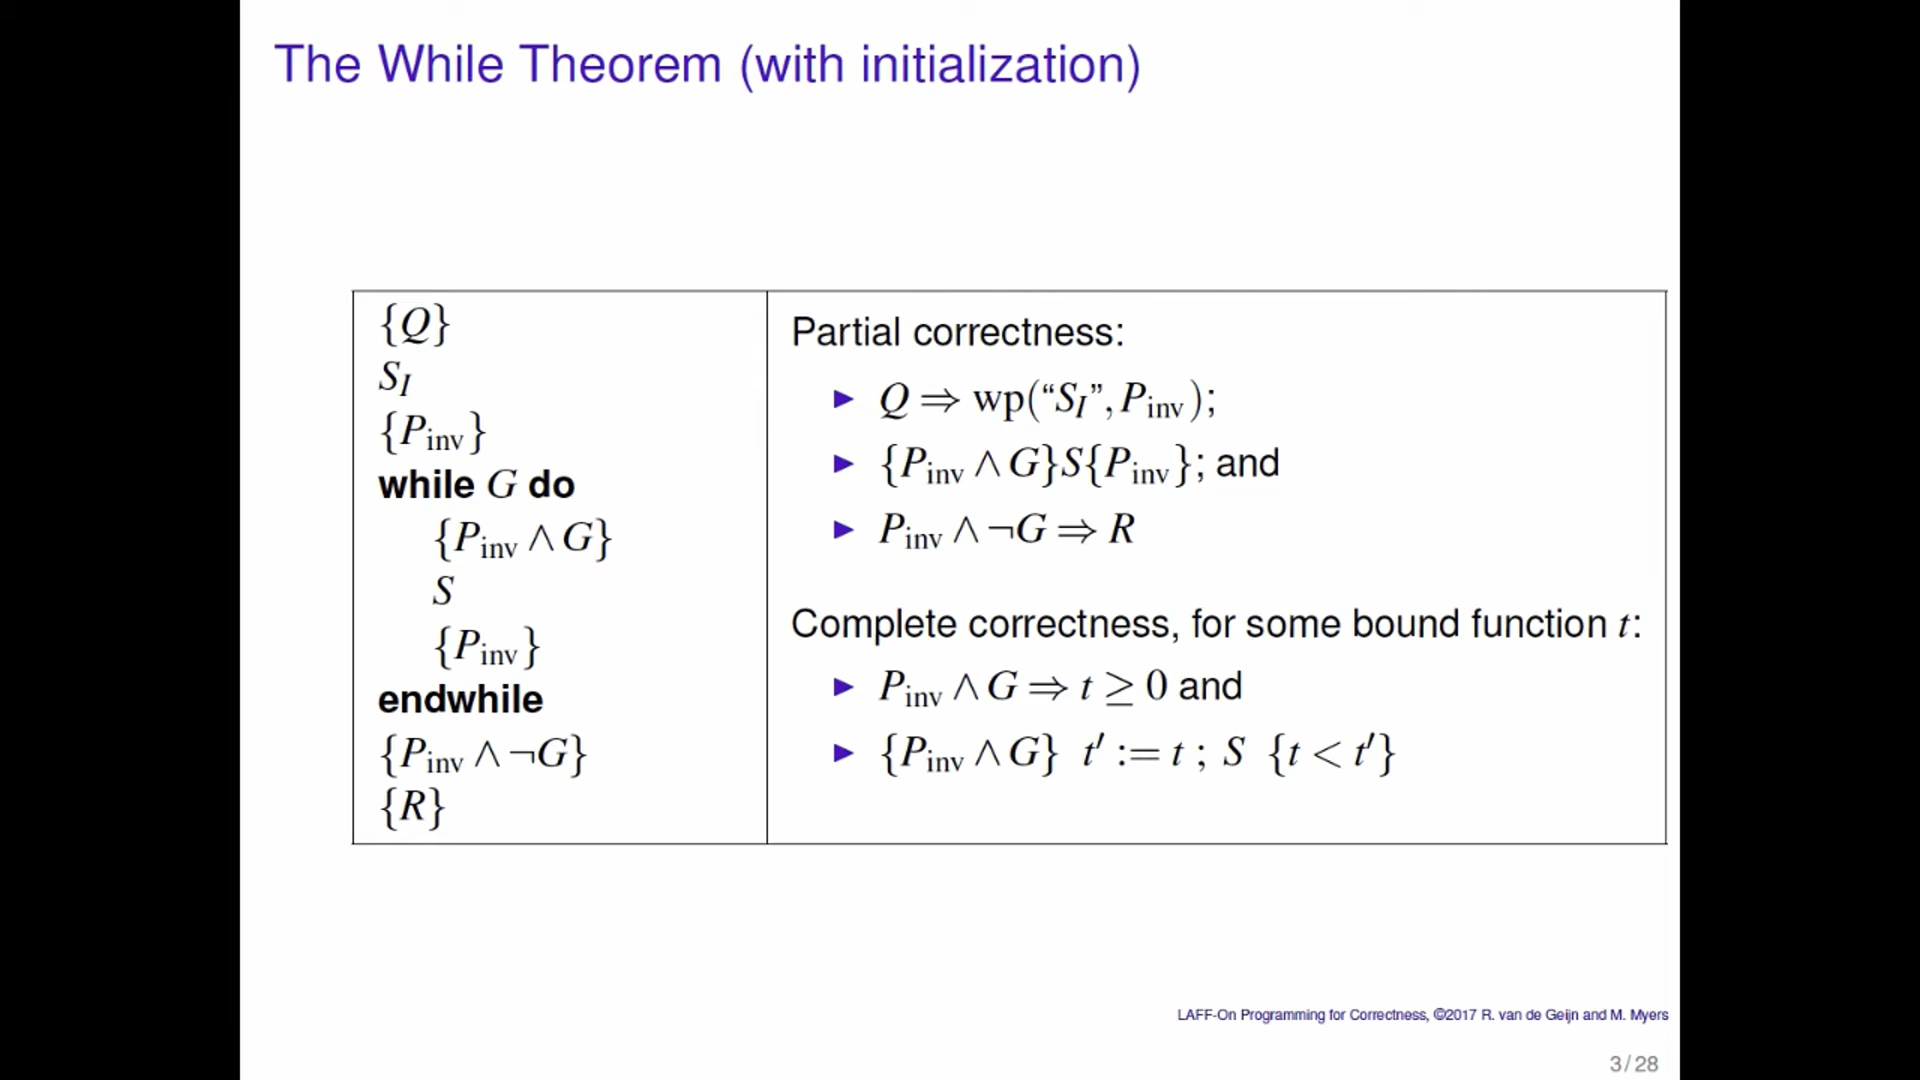 The While Theorem (with initialization)
{Q}
S_I
{P_inv}
while G do
{P_inv ∧ G}
S
{P_inv}
endwhile
{P_inv ∧ ¬G}
{R}
Partial correctness:
▶ Q ⇒ wp(“S_I”, P_inv);
▶ {P_inv ∧ G}S{P_inv}; and
▶ P_inv ∧ ¬G ⇒ R
Complete correctness, for some bound function t:
▶ P_inv ∧ G ⇒ t ≥ 0 and
▶ {P_inv ∧ G} t′ := t ; S {t < t′}
LAFF-On Programming for Correctness, ©2017 R. van de Geijn and M. Myers
3 / 28